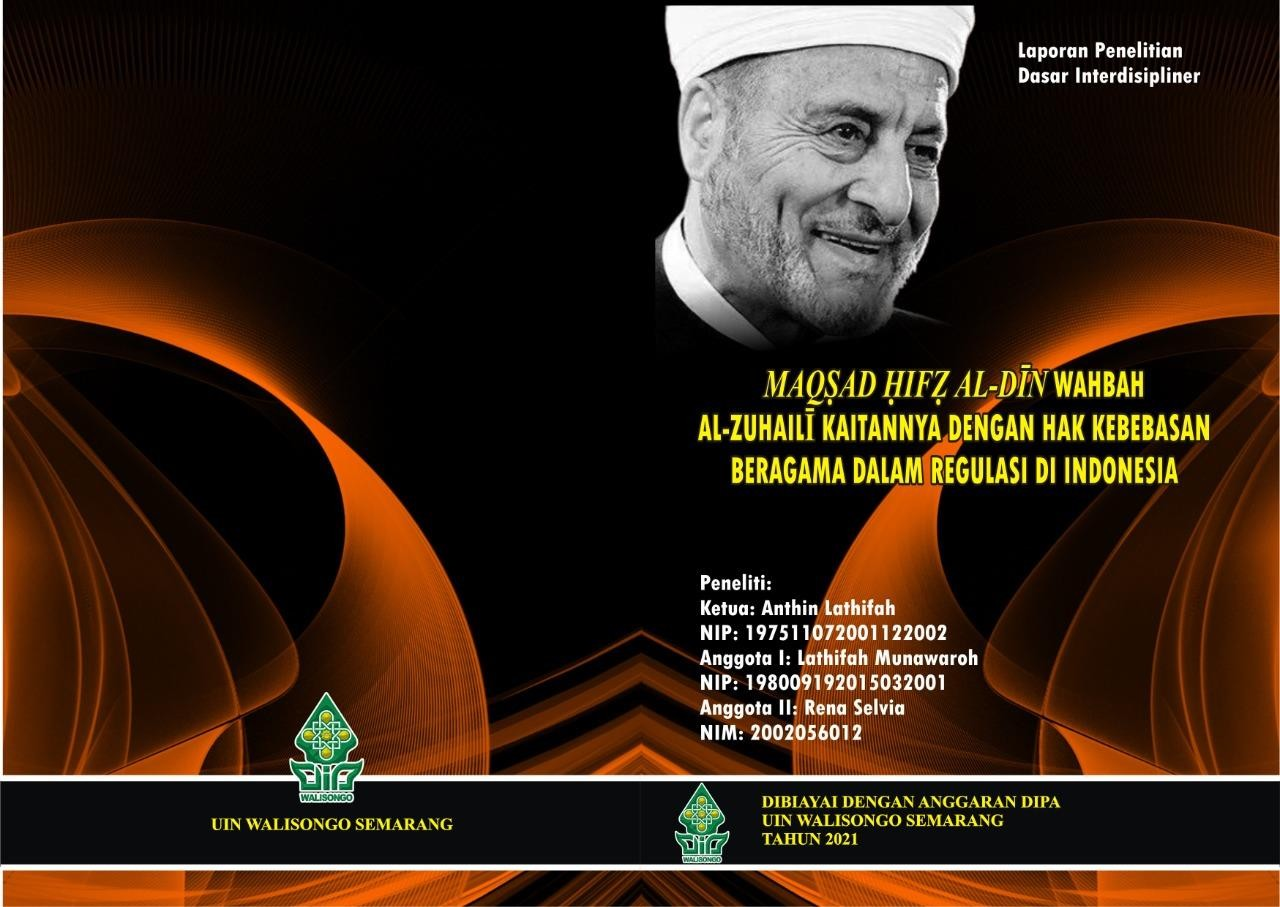 Laporan Penelitian
Dasar Interdisipliner
MAQṢAD ḤIFẒ AL-DĪN WAHBAH
AL-ZUHAILĪ KAITANNYA DENGAN HAK KEBEBASAN
BERAGAMA DALAM REGULASI DI INDONESIA
Peneliti:
Ketua: Anthin Lathifah
NIP: 197511072001122002
Anggota I: Lathifah Munawaroh
NIP: 198009192015032001
Anggota II: Rena Selvia
NIM: 2002056012
WALISONGO
UIN WALISONGO SEMARANG
WALISONGO
DIBIAYAI DENGAN ANGGARAN DIPA
UIN WALISONGO SEMARANG
TAHUN 2021